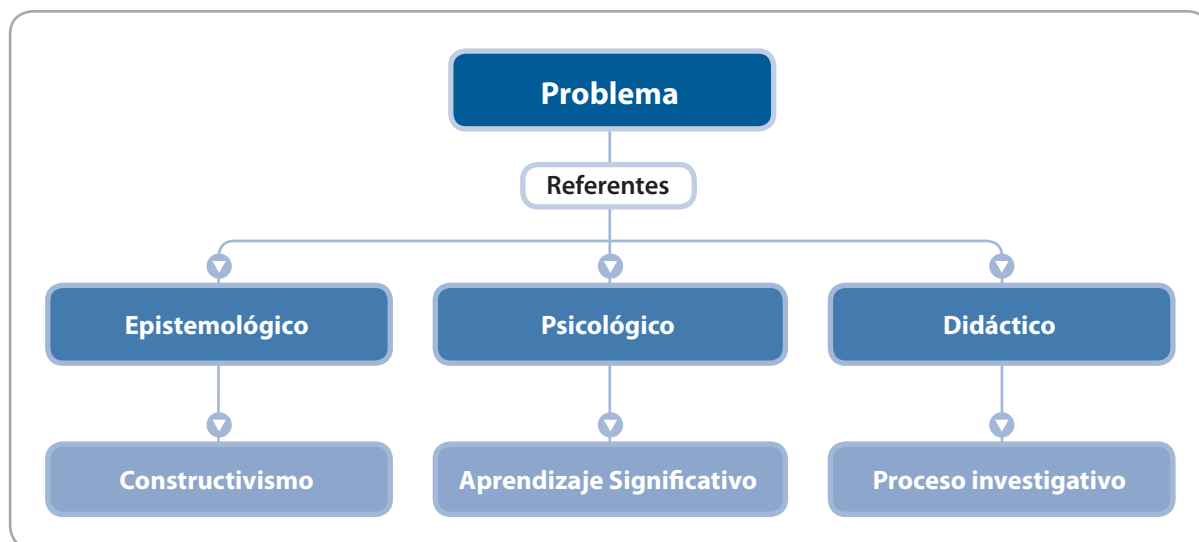 Problema
Referentes
Epistemológico
Psicológico
Didáctico
Constructivismo
Aprendizaje Significativo
Proceso investigativo